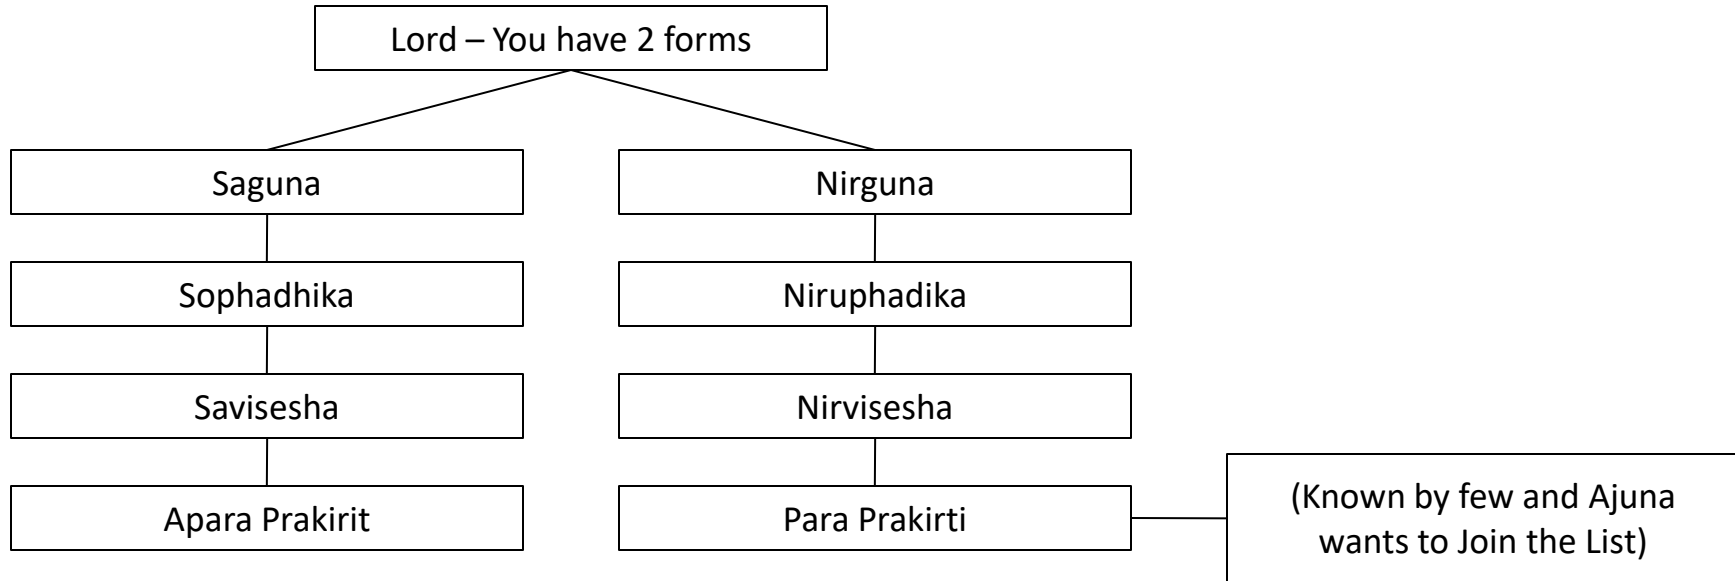 Lord – You have 2 forms
Saguna
Nirguna
Sophadhika
Niruphadika
Savisesha
Nirvisesha
Apara Prakirit
Para Prakirti
(Known by few and Ajuna
wants to Join the List)